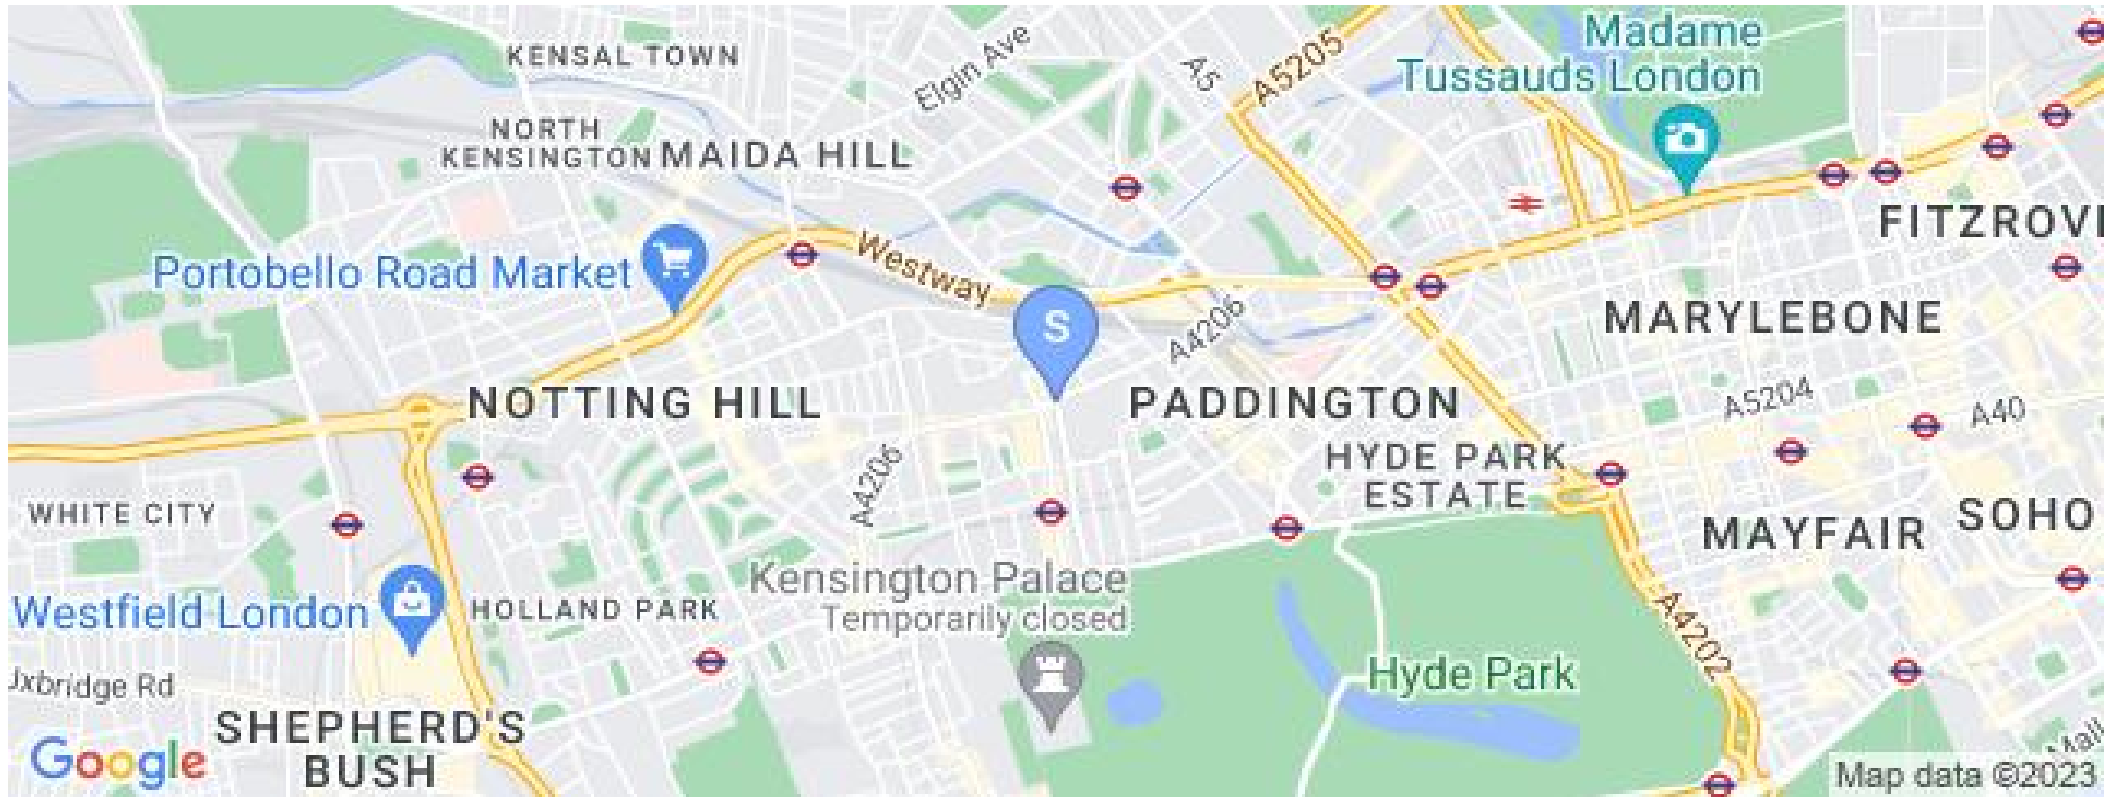 KENSAL TOWN
Elgin Ave
A5
A5205
Madame
Tussauds London
NORTH
KENSINGTON
MAIDA HILL
FITZROVI
Portobello Road Market
Westway
S
A4206
MARYLEBONE
NOTTING HILL
PADDINGTON
A5204
A40
A4206
HYDE PARK
ESTATE
WHITE CITY
MAYFAIR
SOHO
Kensington Palace
Temporarily closed
Westfield London
HOLLAND PARK
A4202
Jxbridge Rd
Hyde Park
SHEPHERD'S
BUSH
Mall
Google
Map data ©2023